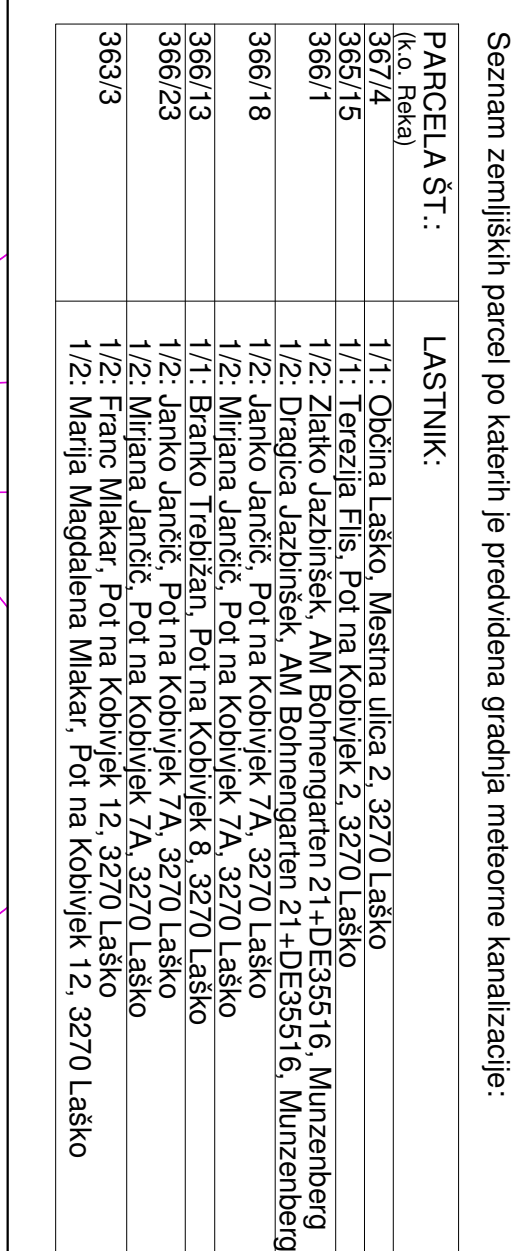 Seznam zemljiških parcel po katerih je predvidena gradnja meteorne kanalizacije:
PARCELA ŠT.: LASTNIK:
(k.o. Reka)
367/4 1/1: Občina Laško, Mestna ulica 2, 3270 Laško
365/15 1/1: Terezija Flis, Pot na Kobivjek 2, 3270 Laško
366/1 1/2: Zlatko Jazbinšek, AM Bohnengarten 21+DE35516, Munzenberg
1/2: Dragica Jazbinšek, AM Bohnengarten 21+DE35516, Munzenberg
366/18 1/2: Janko Jančič, Pot na Kobivjek 7A, 3270 Laško
1/2: Mirjana Jančič, Pot na Kobivjek 7A, 3270 Laško
366/13 1/1: Branko Trebižan, Pot na Kobivjek 8, 3270 Laško
366/23 1/2: Janko Jančič, Pot na Kobivjek 7A, 3270 Laško
1/2: Mirjana Jančič, Pot na Kobivjek 7A, 3270 Laško
363/3 1/2: Franc Mlakar, Pot na Kobivjek 12, 3270 Laško
1/2: Marija Magdalena Mlakar, Pot na Kobivjek 12, 3270 Laško